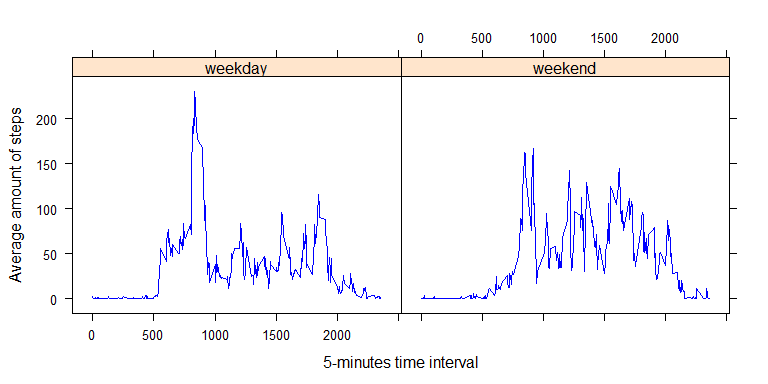 0 500 1000 1500 2000
weekday weekend
Average amount of steps
200
150
100
50
0
0 500 1000 1500 2000
5-minutes time interval